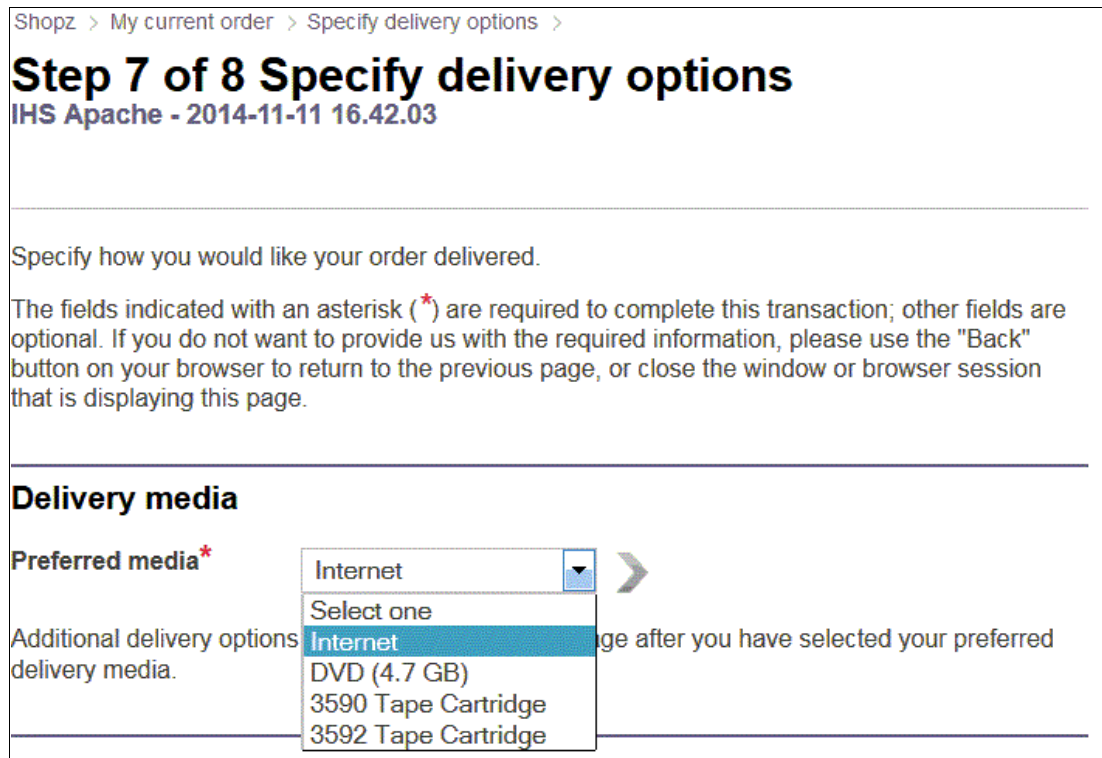 Shopz > My current order > Specify delivery options >
Step 7 of 8 Specify delivery options
IHS Apache - 2014-11-11 16.42.03
Specify how you would like your order delivered.
The fields indicated with an asterisk (*) are required to complete this transaction; other fields are
optional. If you do not want to provide us with the required information, please use the "Back"
button on your browser to return to the previous page, or close the window or browser session
that is displaying this page.
Delivery media
Preferred media*
Internet
Select one
Additional delivery options
Internet
after you have selected your preferred
delivery media.
DVD (4.7 GB)
3590 Tape Cartridge
3592 Tape Cartridge